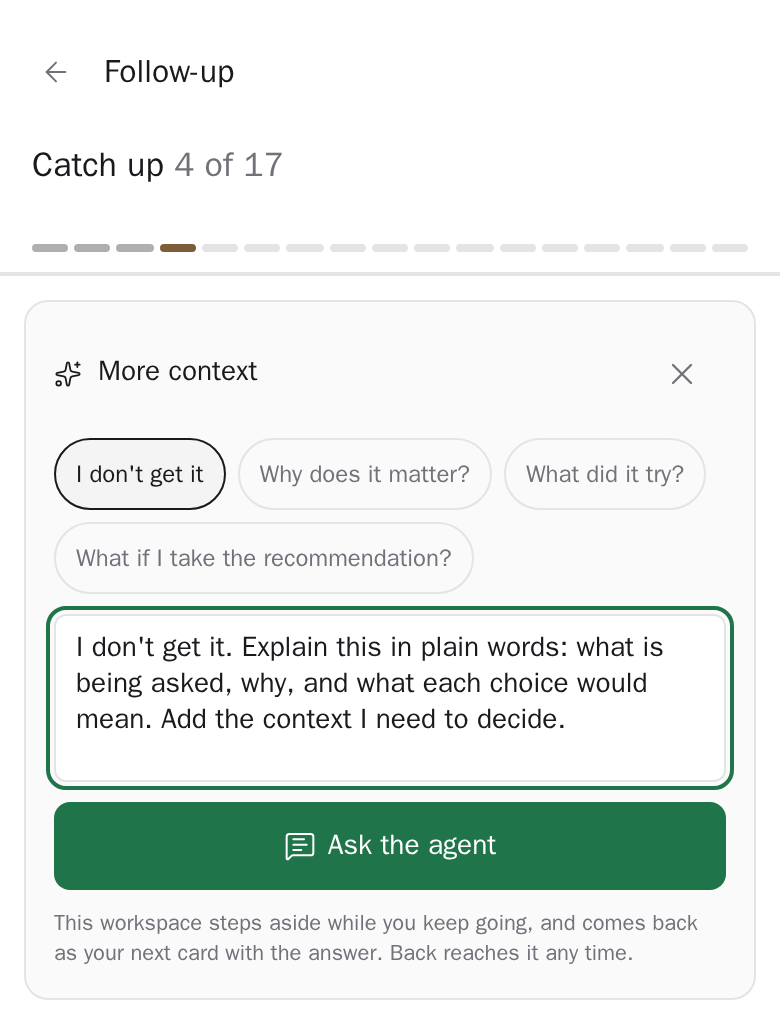 Follow-up
Catch up 4 of 17
More context
I don't get it
Why does it matter?
What did it try?
What if I take the recommendation?
I don't get it. Explain this in plain words: what is
being asked, why, and what each choice would
mean. Add the context I need to decide.
Ask the agent
This workspace steps aside while you keep going, and comes back
as your next card with the answer. Back reaches it any time.